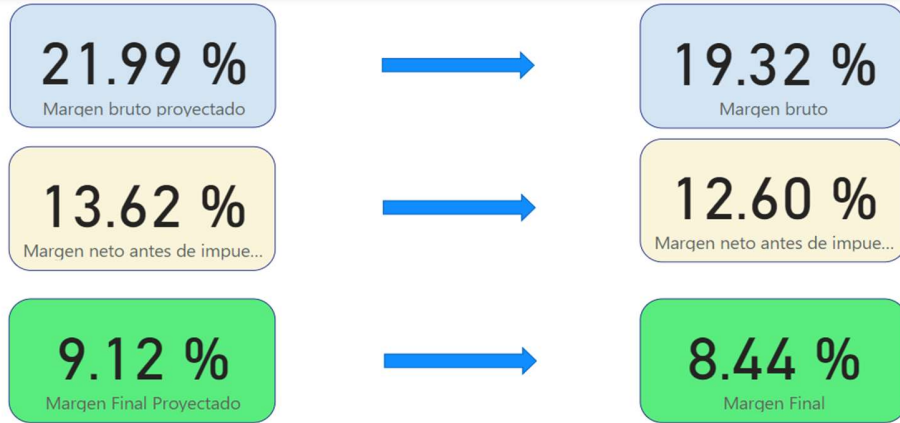 21.99 %
Margen bruto proyectado
19.32 %
Margen bruto
13.62 %
Margen neto antes de impue...
12.60 %
Margen neto antes de impue...
9.12 %
Margen Final Proyectado
8.44 %
Margen Final